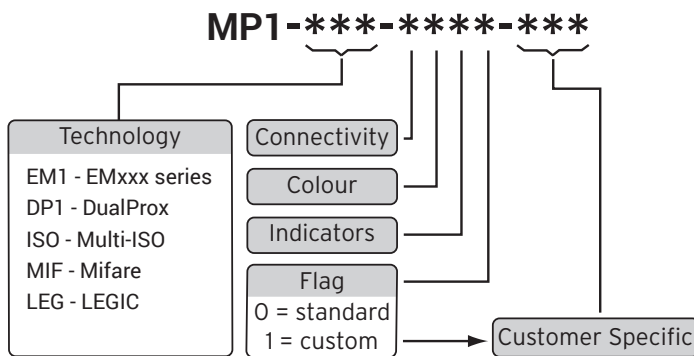 MP1-***-****-***
Technology
EM1 - EMxxx series
DP1 - DualProx
ISO - Multi-ISO
MIF - Mifare
LEG - LEGIC
Connectivity
Colour
Indicators
Flag
0 = standard
1 = custom
Customer Specific